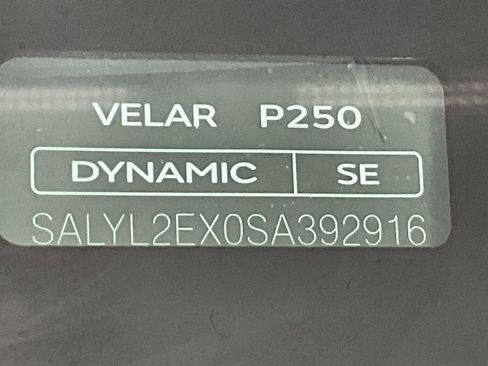 VELAR P250
DYNAMIC SE
SALYL2EX0SA392916